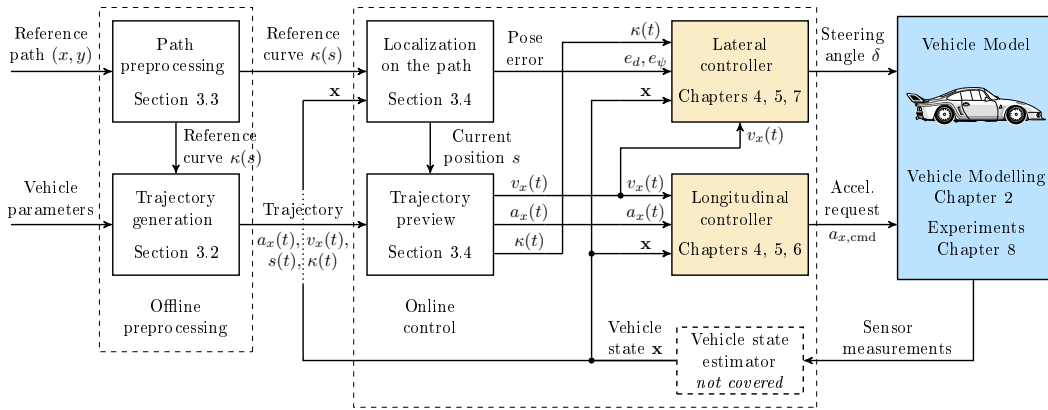 Reference
path (x, y)
Path
preprocessing
Section 3.3
Reference
curve κ(s)
x
Localization
on the path
Section 3.4
Pose
error
κ(t)
e_d, e_ψ
x
Lateral
controller
Chapters 4, 5, 7
Steering
angle δ
Vehicle Model
Reference
curve κ(s)
Current
position s
v_x(t)
Vehicle
parameters
Trajectory
generation
Section 3.2
Trajectory
a_x(t), v_x(t),
s(t), κ(t)
Trajectory
preview
Section 3.4
v_x(t)
a_x(t)
κ(t)
v_x(t)
a_x(t)
x
Longitudinal
controller
Chapters 4, 5, 6
Accel.
request
a_x,cmd
Vehicle Modelling
Chapter 2
Experiments
Chapter 8
Offline
preprocessing
Online
control
Vehicle
state x
Vehicle state
estimator
not covered
Sensor
measurements